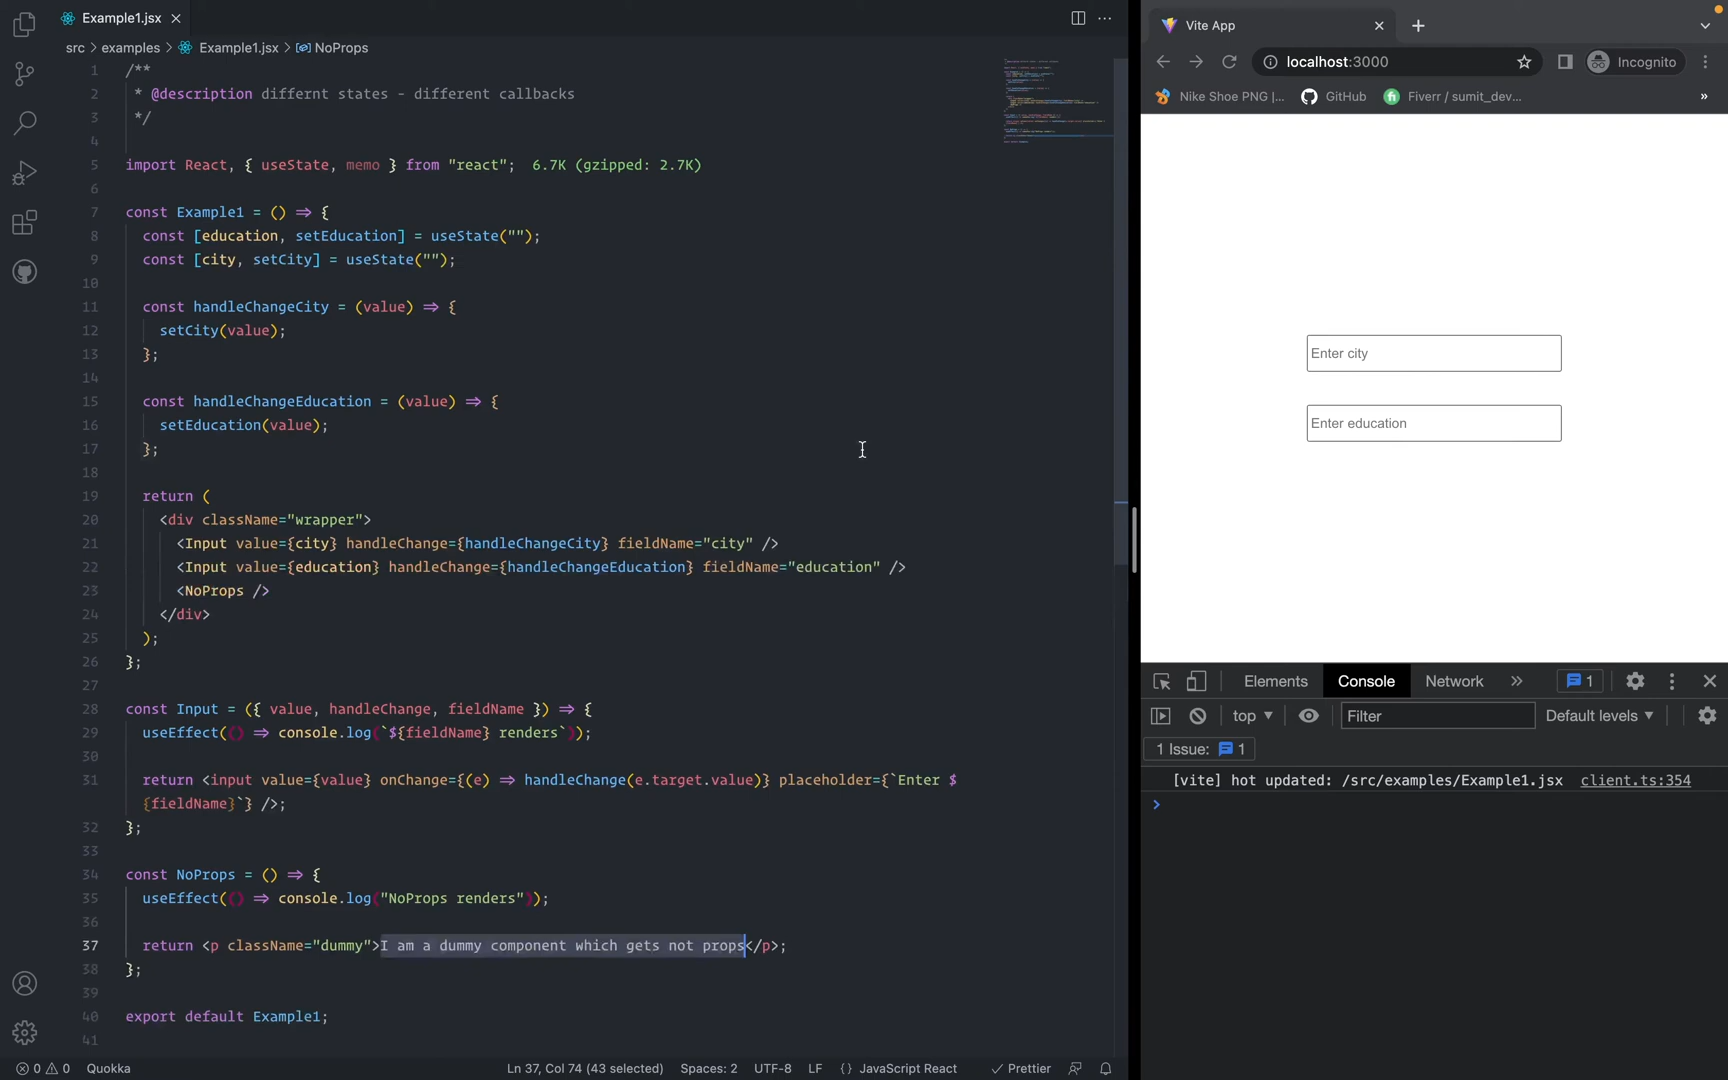 Example1.jsx
src > examples > Example1.jsx > NoProps
1 /**
2 * @description differnt states - different callbacks
3 */
4
5 import React, { useState, memo } from "react"; 6.7K (gzipped: 2.7K)
6
7 const Example1 = () => {
8 const [education, setEducation] = useState("");
9 const [city, setCity] = useState("");
10
11 const handleChangeCity = (value) => {
12 setCity(value);
13 };
14
15 const handleChangeEducation = (value) => {
16 setEducation(value);
17 };
18
19 return (
20 <div className="wrapper">
21 <Input value={city} handleChange={handleChangeCity} fieldName="city" />
22 <Input value={education} handleChange={handleChangeEducation} fieldName="education" />
23 <NoProps />
24 </div>
25 );
26 };
27
28 const Input = ({ value, handleChange, fieldName }) => {
29 useEffect(() => console.log(`${fieldName} renders`));
30
31 return <input value={value} onChange={(e) => handleChange(e.target.value)} placeholder={`Enter $
{fieldName}`} />;
32 };
33
34 const NoProps = () => {
35 useEffect(() => console.log("NoProps renders"));
36
37 return <p className="dummy">I am a dummy component which gets not props</p>;
38 };
39
40 export default Example1;
41
0 0 Quokka Ln 37, Col 74 (43 selected) Spaces: 2 UTF-8 LF {} JavaScript React Prettier
Vite App
localhost:3000 Incognito
Nike Shoe PNG |... GitHub Fiverr / sumit_dev... »
Enter city
Enter education
Elements Console Network » 1
top Filter Default levels
1 Issue: 1
[vite] hot updated: /src/examples/Example1.jsx client.ts:354